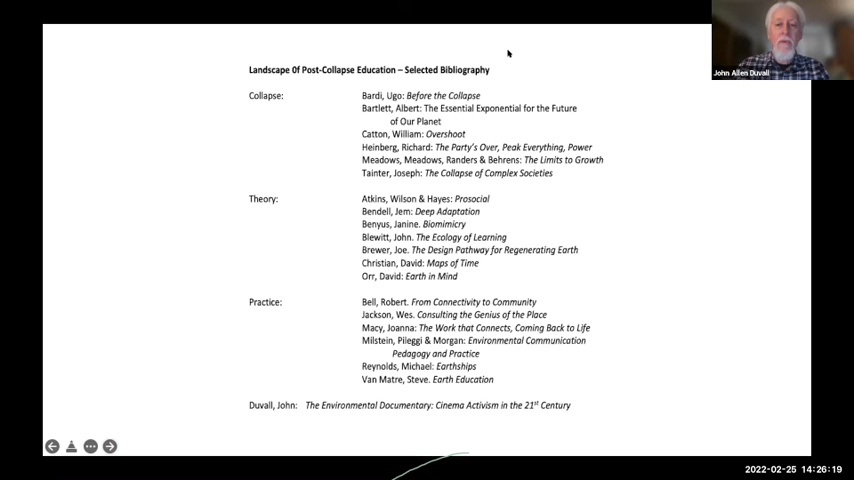 John Allen Duvall
Landscape 0f Post-Collapse Education – Selected Bibliography
Collapse: Bardi, Ugo: Before the Collapse
Bartlett, Albert: The Essential Exponential for the Future
of Our Planet
Catton, William: Overshoot
Heinberg, Richard: The Party's Over, Peak Everything, Power
Meadows, Meadows, Randers & Behrens: The Limits to Growth
Tainter, Joseph: The Collapse of Complex Societies
Theory: Atkins, Wilson & Hayes: Prosocial
Bendell, Jem: Deep Adaptation
Benyus, Janine. Biomimicry
Blewitt, John. The Ecology of Learning
Brewer, Joe. The Design Pathway for Regenerating Earth
Christian, David: Maps of Time
Orr, David: Earth in Mind
Practice: Bell, Robert. From Connectivity to Community
Jackson, Wes. Consulting the Genius of the Place
Macy, Joanna: The Work that Connects, Coming Back to Life
Milstein, Pileggi & Morgan: Environmental Communication
Pedagogy and Practice
Reynolds, Michael: Earthships
Van Matre, Steve. Earth Education
Duvall, John: The Environmental Documentary: Cinema Activism in the 21st Century
2022-02-25 14:26:19